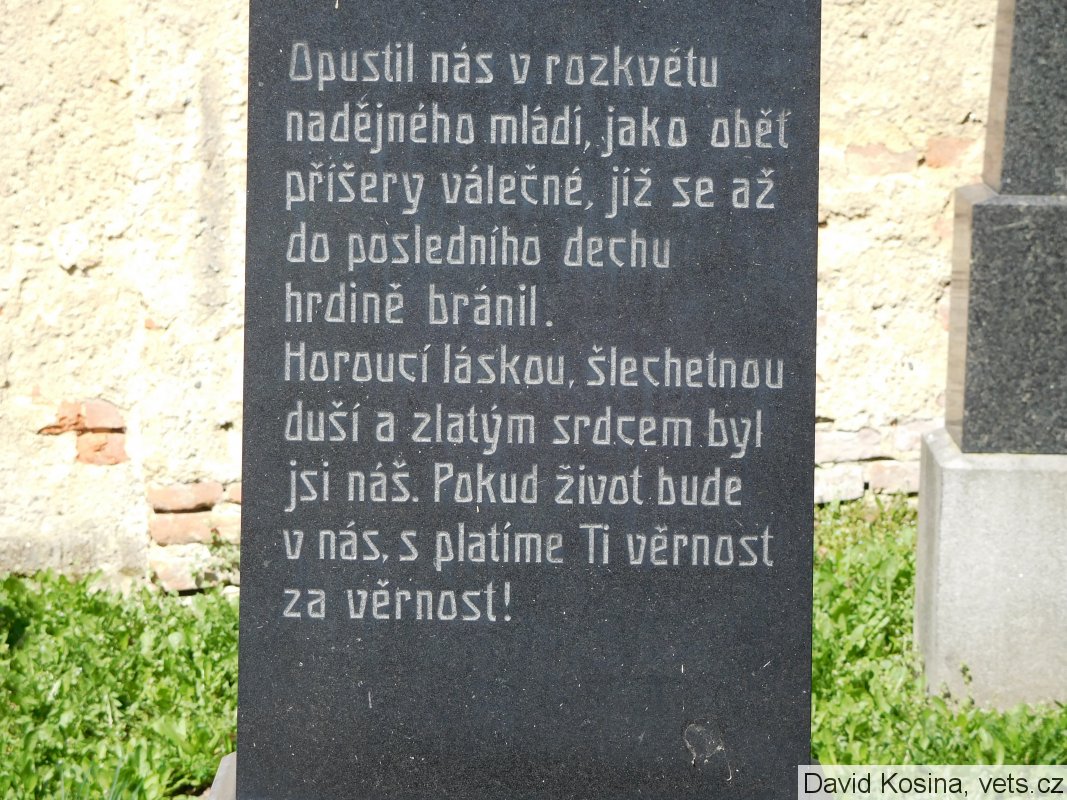 Opustil nás v rozkvětu
nadějného mládí, jako oběť
příšery válečné, jíž se až
do posledního dechu
hrdině bránil.
Horoucí láskou, šlechetnou
duší a zlatým srdcem byl
jsi náš. Pokud život bude
v nás, s platíme Ti věrnost
za věrnost!
David Kosina, vets.cz